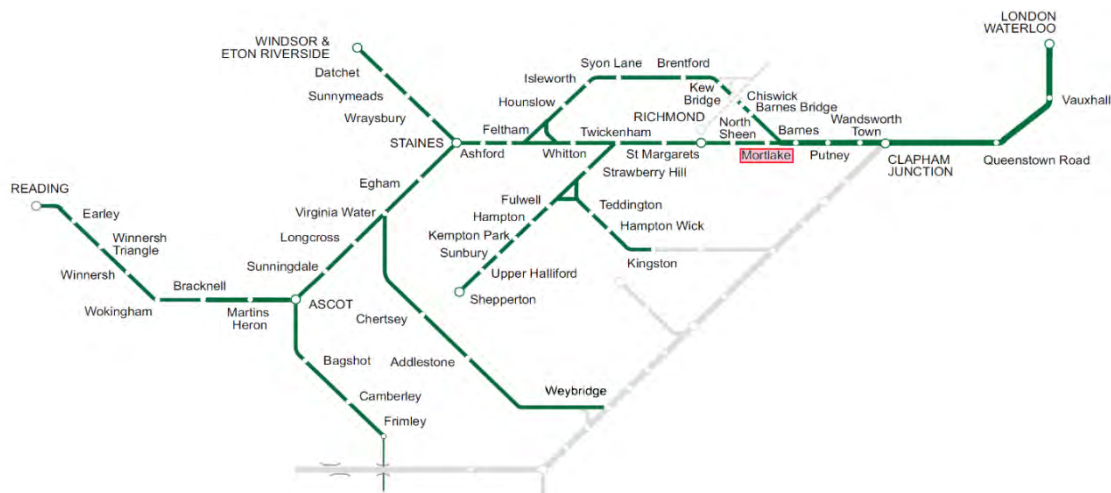 LONDON
WATERLOO
WINDSOR &
ETON RIVERSIDE
Datchet
Sunnymeads
Wraysbury
STAINES
Syon Lane
Brentford
Isleworth
Hounslow
Kew
Bridge
Chiswick
Barnes Bridge
Vauxhall
RICHMOND
Feltham
Twickenham
North
Sheen
Barnes
Wandsworth
Town
Ashford
Whitton
St Margarets
Mortlake
Putney
CLAPHAM
JUNCTION
Queenstown Road
Egham
Strawberry Hill
READING
Earley
Virginia Water
Fulwell
Teddington
Hampton
Hampton Wick
Winnersh
Triangle
Longcross
Kempton Park
Sunbury
Kingston
Winnersh
Sunningdale
Upper Halliford
Bracknell
Shepperton
Wokingham
Martins
Heron
ASCOT
Chertsey
Bagshot
Addlestone
Camberley
Weybridge
Frimley